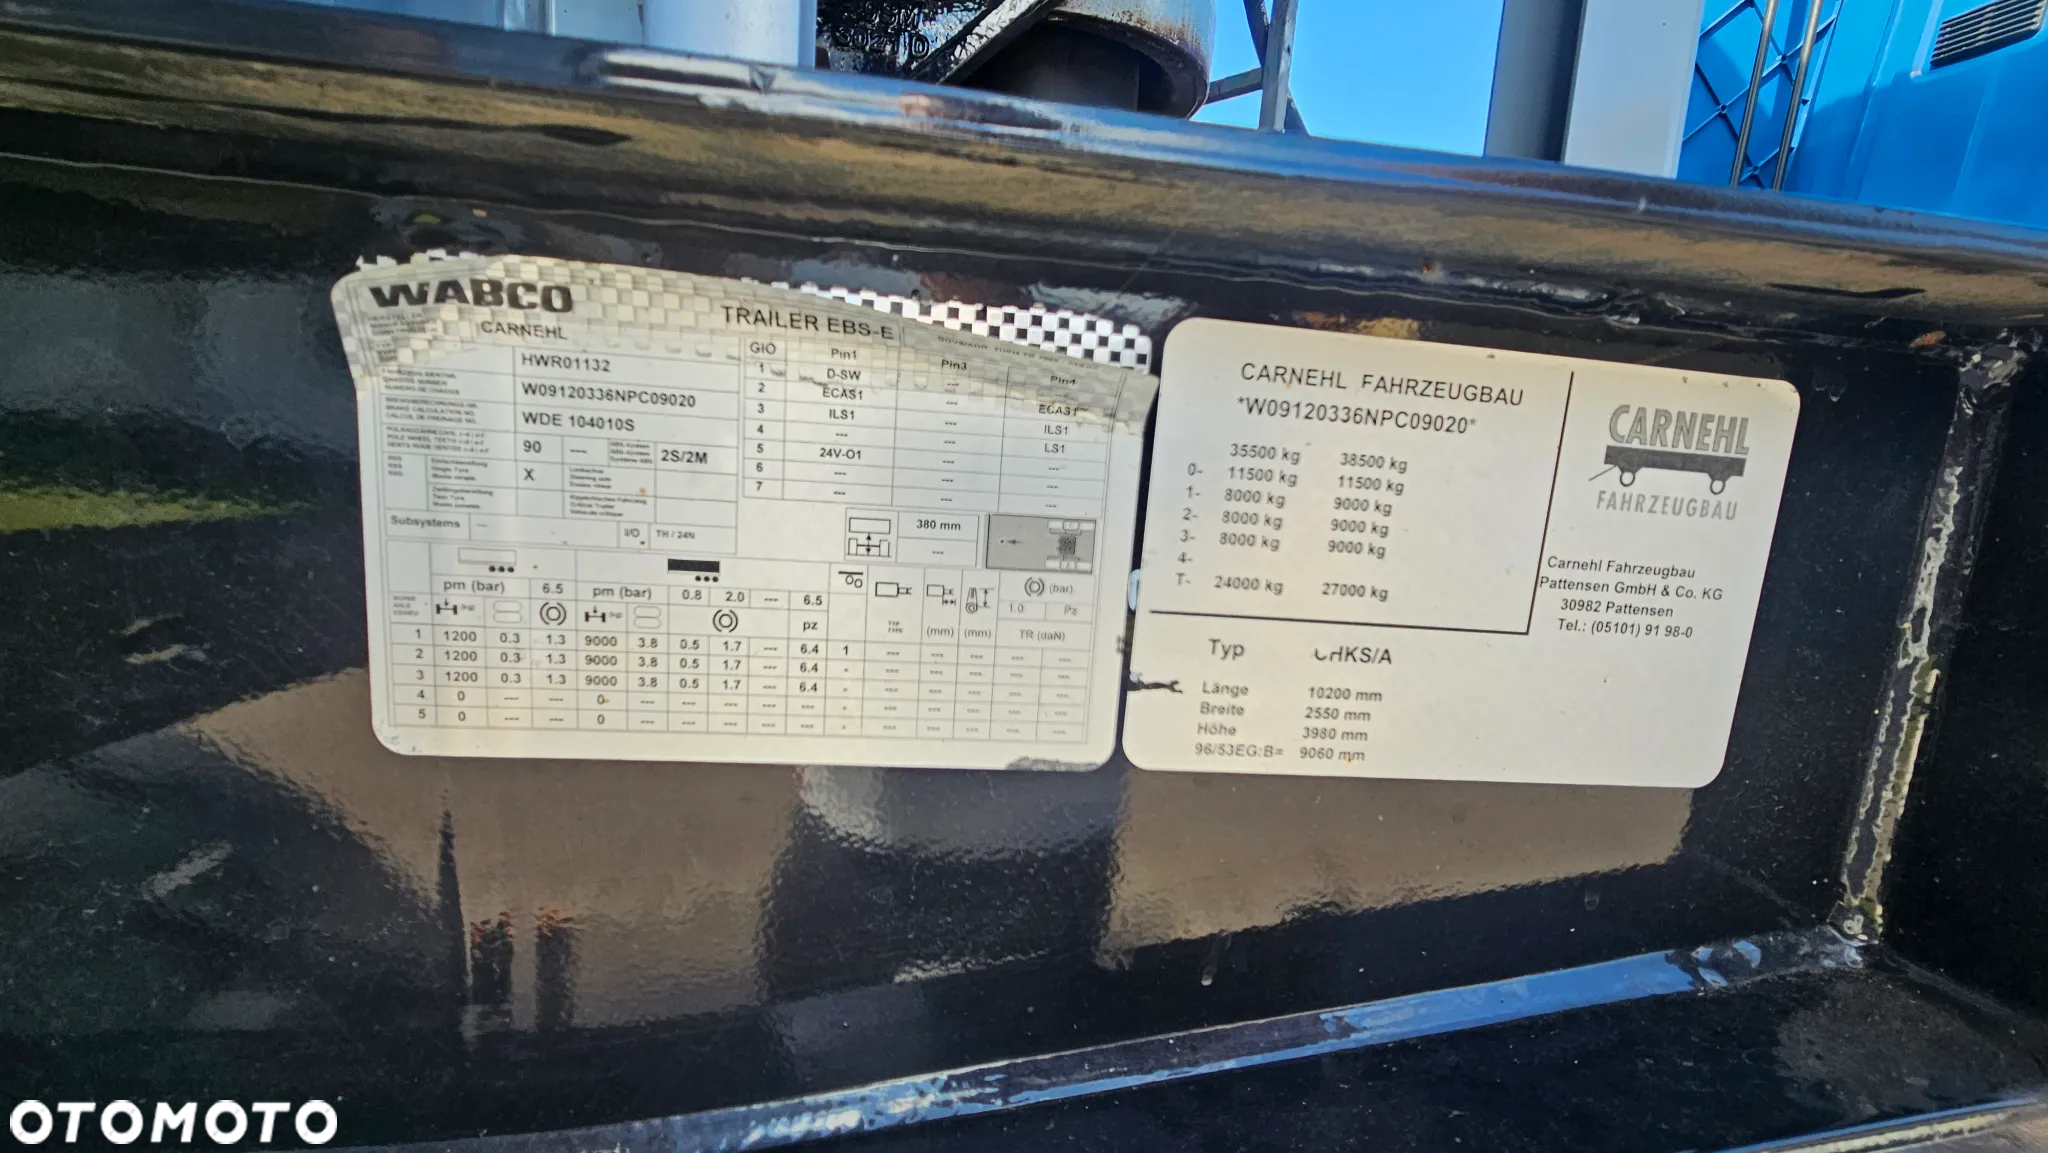 WABCO
TRAILER EBS-E
CARNEHL
HWR01132
W09120336NPC09020
WDE 104010S
90 --- 2S/2M
X
Subsystems --- I/O TH / 24N
GIO Pin1 Pin3 Pin4
1 D-SW --- ---
2 ECAS1 --- ECAS1
3 ILS1 --- ILS1
4 --- --- LS1
5 24V-O1 --- ---
6 --- --- ---
7 --- --- ---
380 mm
---
pm (bar) 6.5 pm (bar) 0.8 2.0 --- 6.5 (bar)
1.0 Pz
pz (mm) (mm) TR (daN)
1 1200 0.3 1.3 9000 3.8 0.5 1.7 --- 6.4 1 --- --- --- --- ---
2 1200 0.3 1.3 9000 3.8 0.5 1.7 --- 6.4 - --- --- --- --- ---
3 1200 0.3 1.3 9000 3.8 0.5 1.7 --- 6.4 - --- --- --- --- ---
4 0 --- --- 0 --- --- --- --- --- - --- --- --- --- ---
5 0 --- --- 0 --- --- --- --- --- - --- --- --- --- ---
CARNEHL FAHRZEUGBAU
*W09120336NPC09020*
35500 kg 38500 kg
0- 11500 kg 11500 kg
1- 8000 kg 9000 kg
2- 8000 kg 9000 kg
3- 8000 kg 9000 kg
4-
T- 24000 kg 27000 kg
CARNEHL
FAHRZEUGBAU
Carnehl Fahrzeugbau
Pattensen GmbH & Co. KG
30982 Pattensen
Tel.: (05101) 91 98-0
Typ CHKS/A
Länge 10200 mm
Breite 2550 mm
Höhe 3980 mm
96/53EG:B= 9060 mm
OTOMOTO